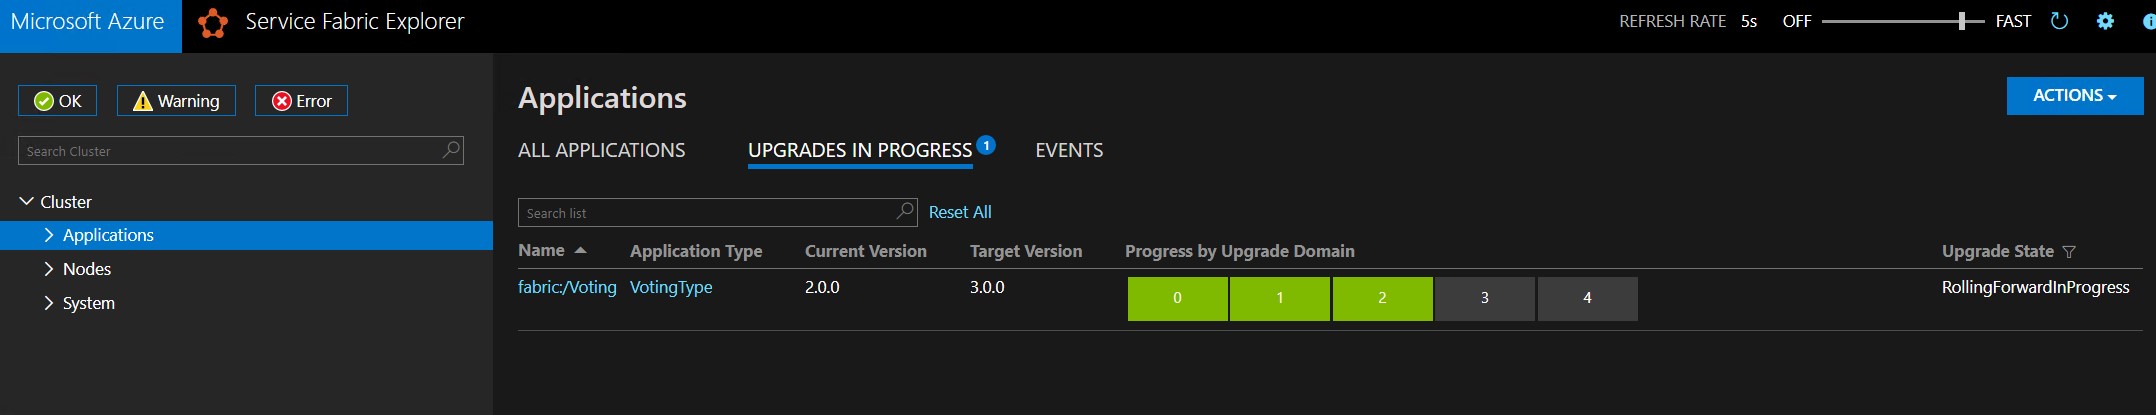 Microsoft Azure
Service Fabric Explorer
REFRESH RATE 5s OFF FAST
OK
Warning
Error
Search Cluster
Cluster
Applications
Nodes
System
Applications
ACTIONS
ALL APPLICATIONS
UPGRADES IN PROGRESS 1
EVENTS
Search list
Reset All
Name Application Type Current Version Target Version Progress by Upgrade Domain Upgrade State
fabric:/Voting VotingType 2.0.0 3.0.0 0 1 2 3 4 RollingForwardInProgress